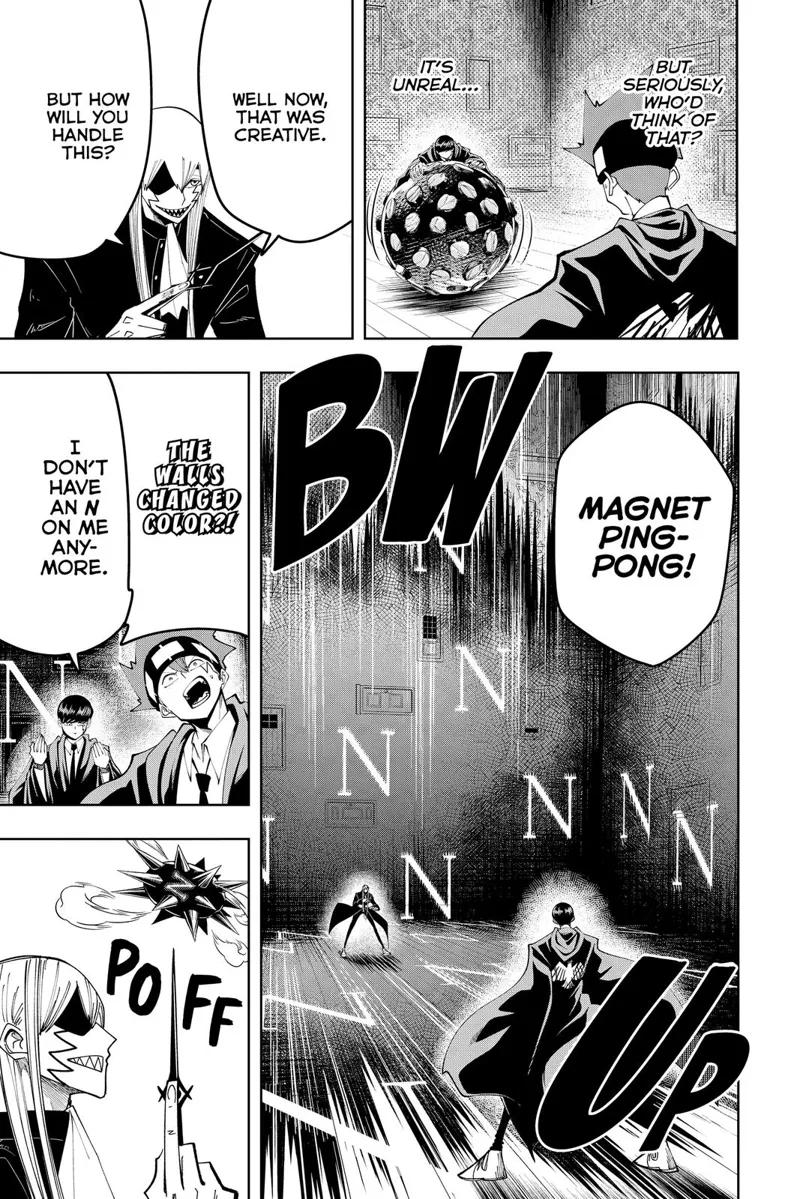 BUT
SERIOUSLY,
WHO'D
THINK OF
THAT?
IT'S
UNREAL...
WELL NOW,
THAT WAS
CREATIVE.
BUT HOW
WILL YOU
HANDLE
THIS?
MAGNET
PING-
PONG!
BW
N
N
N
N
N
N
N
N
UP
THE
WALLS
CHANGED
COLOR?!
I
DON'T
HAVE
AN N
ON ME
ANY-
MORE.
N
N
POFF